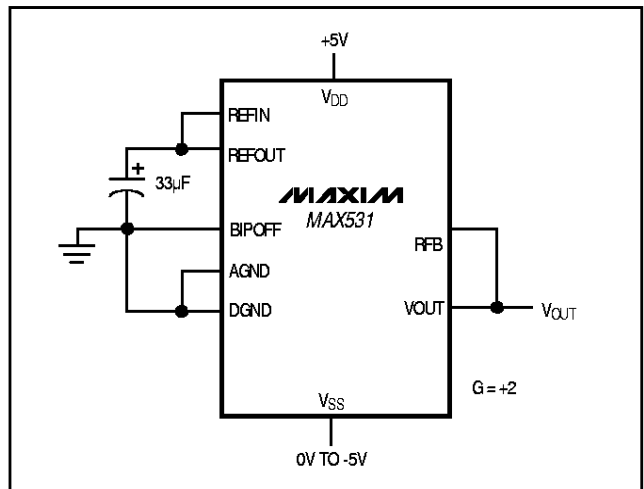 +5V
VDD
REFIN
REFOUT
+
33µF
MAXIM
MAX531
BIPOFF
RFB
AGND
DGND
VOUT
VOUT
G = +2
VSS
0V TO -5V